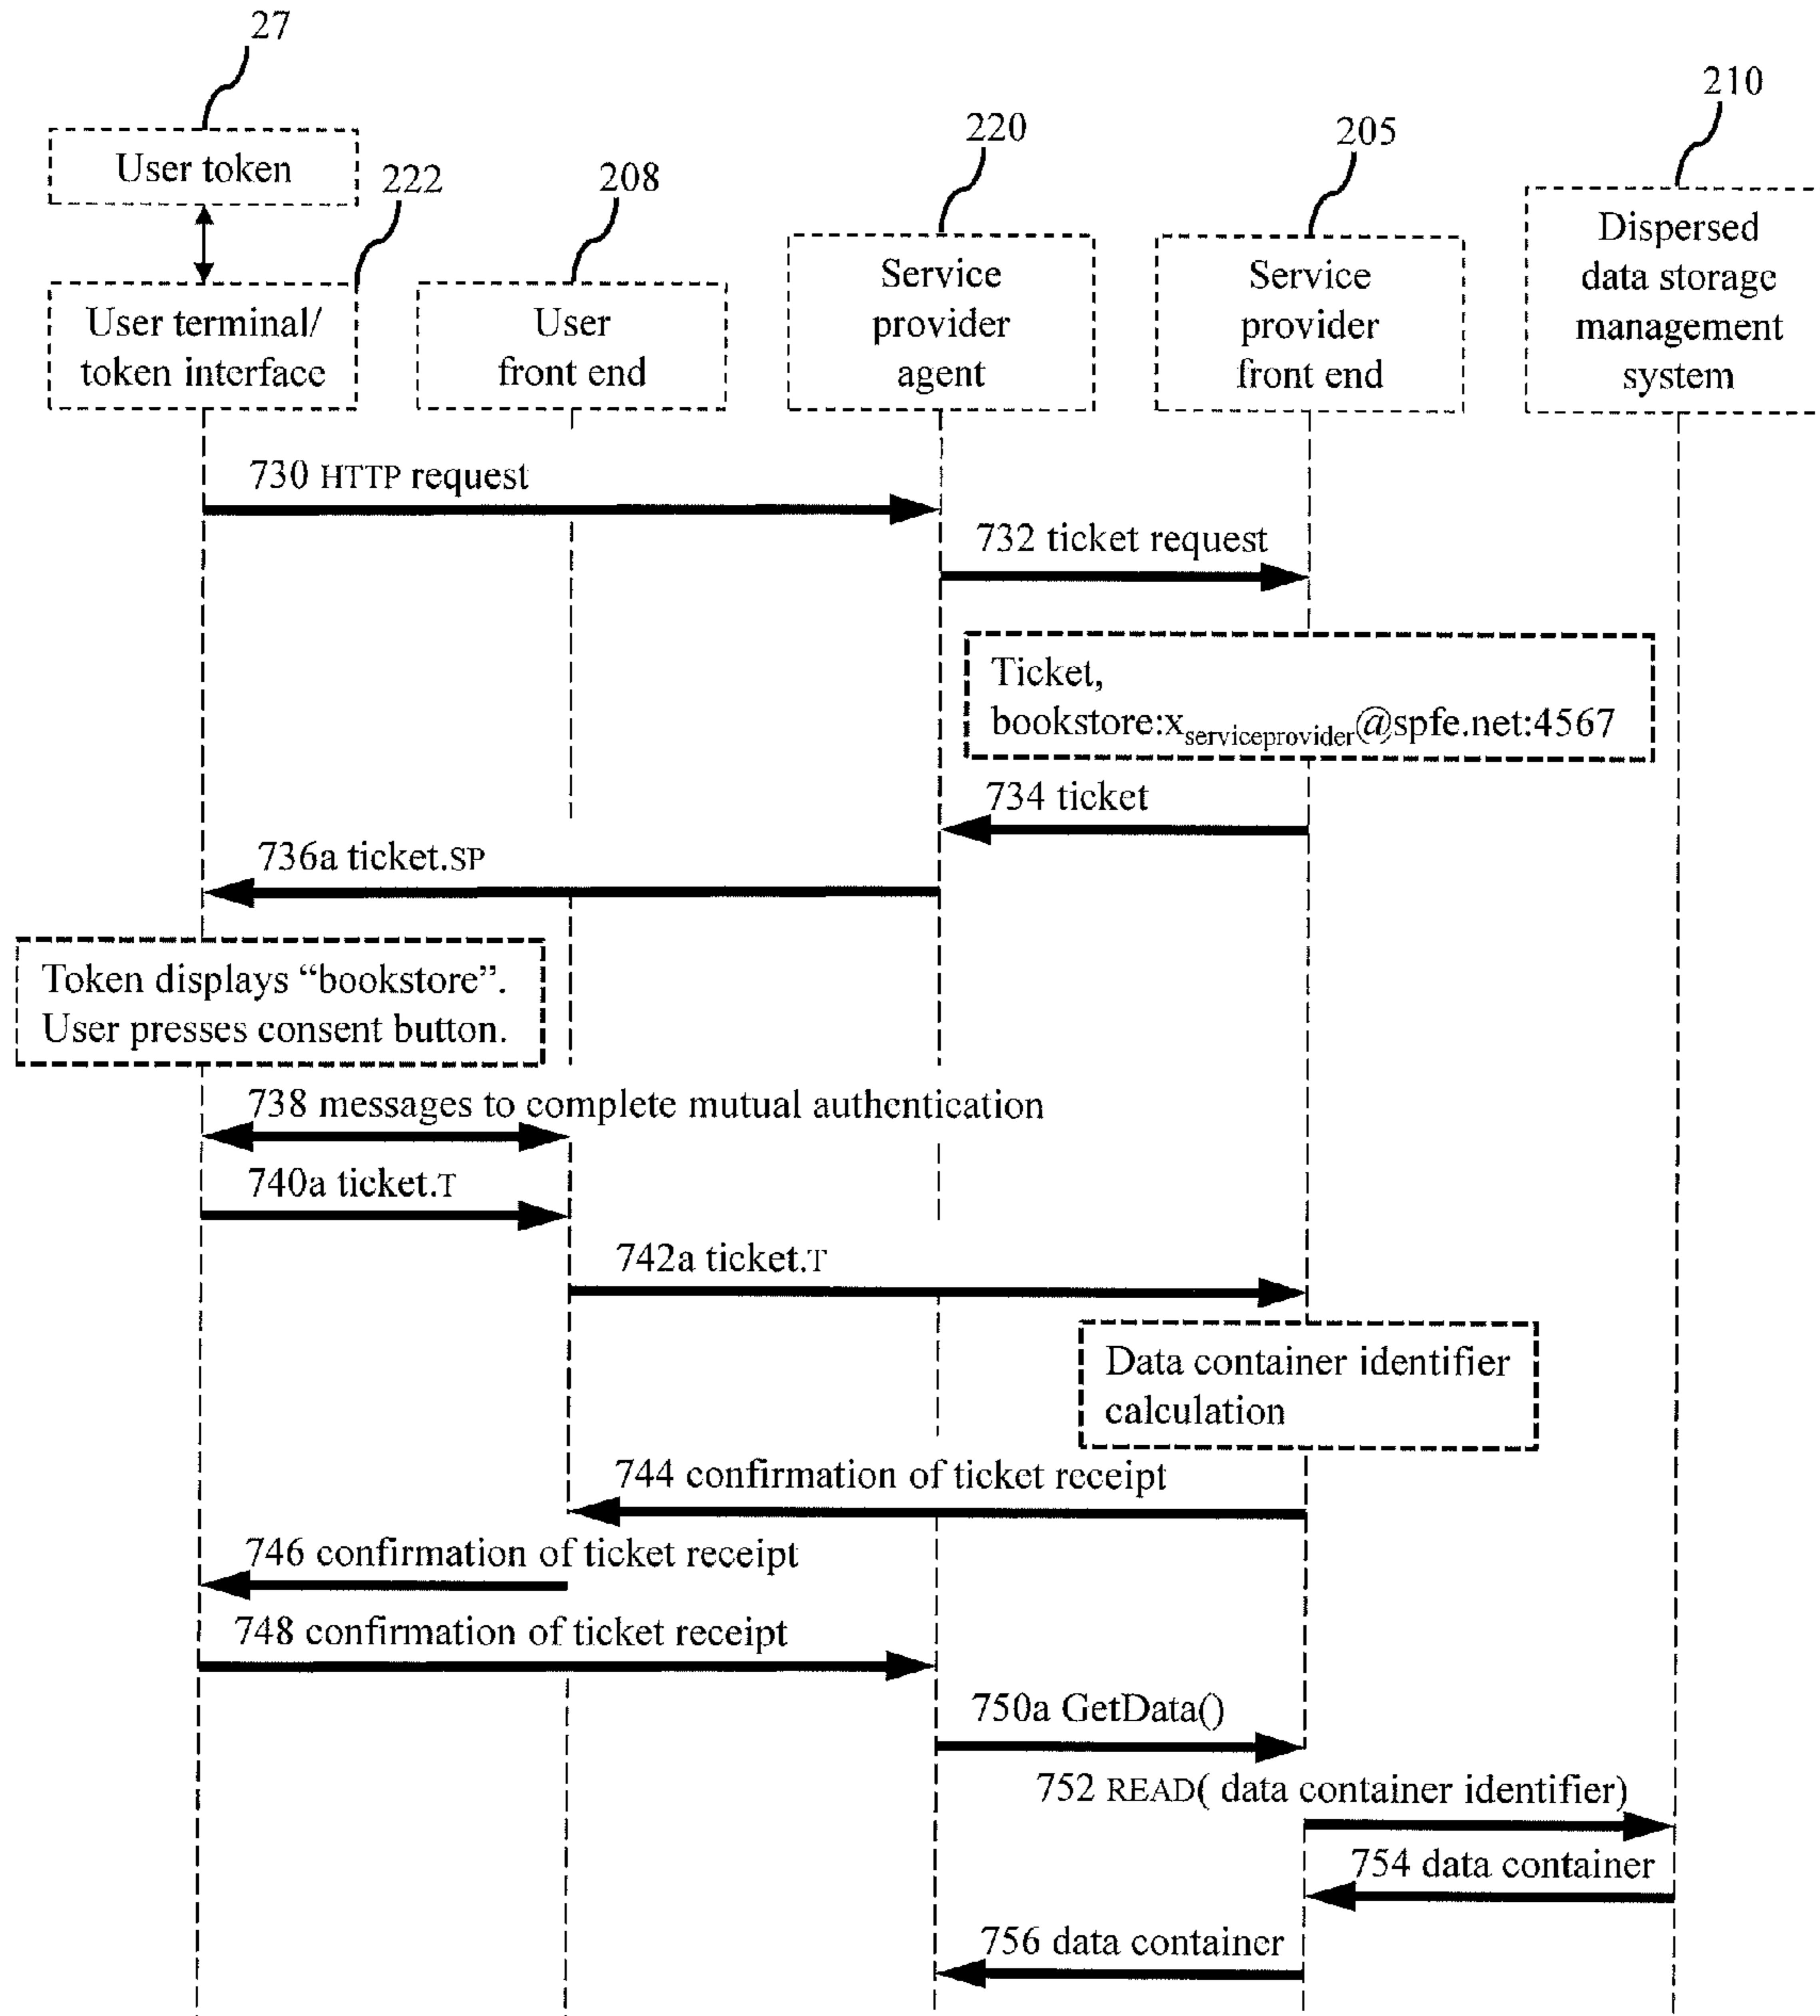 27
210
220
205
User token
222
208
Dispersed
data storage
management
system
Service
provider
agent
Service
provider
front end
User terminal/
token interface
User
front end
730 HTTP request
732 ticket request
Ticket,
bookstore:xserviceprovider@spfe.net:4567
734 ticket
736a ticket.SP
Token displays “bookstore”.
User presses consent button.
738 messages to complete mutual authentication
740a ticket.T
742a ticket.T
Data container identifier
calculation
744 confirmation of ticket receipt
746 confirmation of ticket receipt
748 confirmation of ticket receipt
750a GetData()
752 READ( data container identifier)
754 data container
756 data container